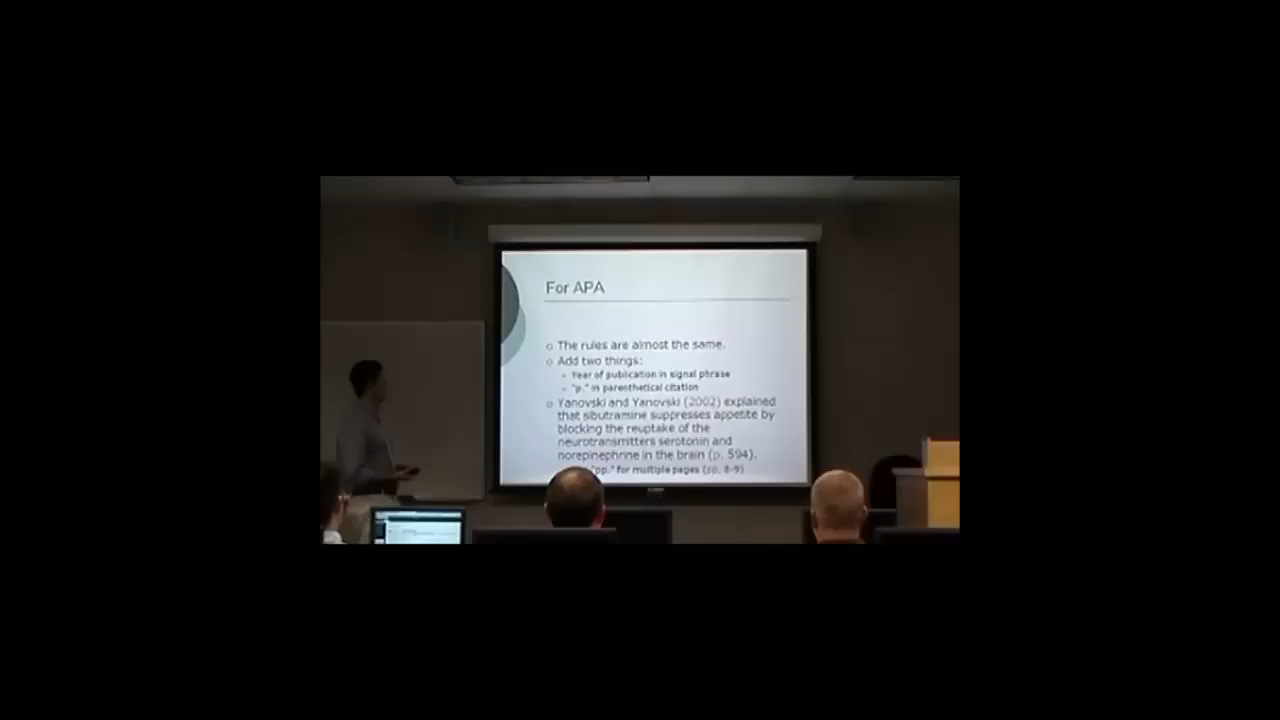 For APA
The rules are almost the same.
Add two things:
Year of publication in signal phrase
"p." in parenthetical citation
Yanovski and Yanovski (2002) explained
that sibutramine suppresses appetite by
blocking the reuptake of the
neurotransmitters serotonin and
norepinephrine in the brain (p. 594).
"pp." for multiple pages (pp. 8-9)